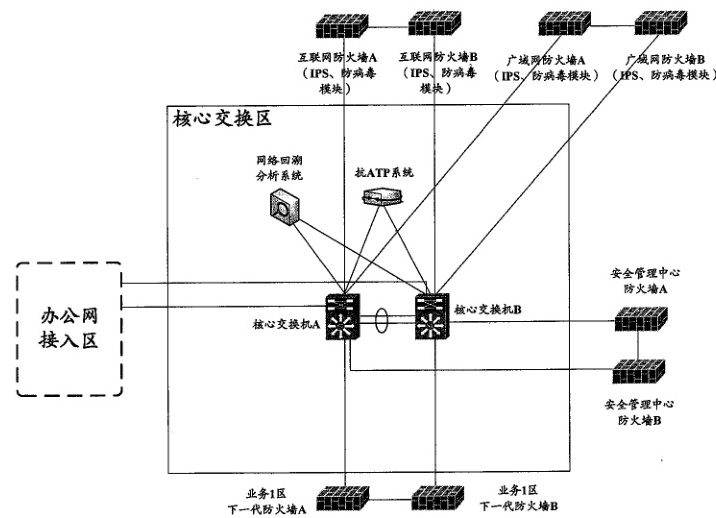 互联网防火墙A
（IPS、防病毒
模块）
互联网防火墙B
（IPS、防病毒
模块）
广域网防火墙A
（IPS、防病毒模块）
广域网防火墙B
（IPS、防病毒模块）
核心交换区
网络回溯
分析系统
抗ATP系统
办公网
接入区
核心交换机A
核心交换机B
安全管理中心
防火墙A
安全管理中心
防火墙B
业务1区
下一代防火墙A
业务1区
下一代防火墙B